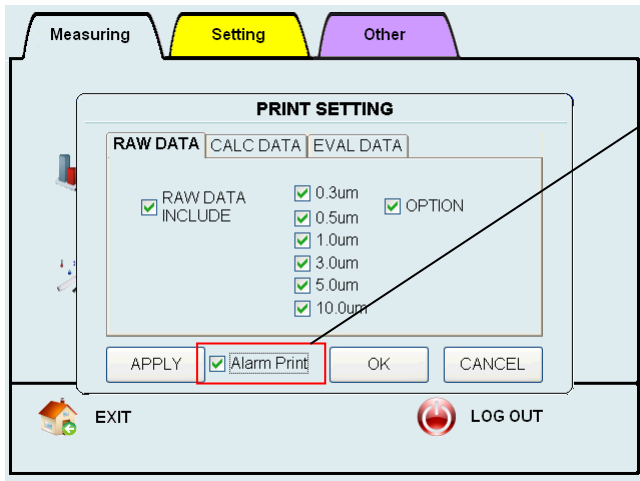 Measuring Setting Other
PRINT SETTING
RAW DATA CALC DATA EVAL DATA
RAW DATA
INCLUDE
0.3um
0.5um
1.0um
3.0um
5.0um
10.0um
OPTION
APPLY Alarm Print OK CANCEL
EXIT LOG OUT